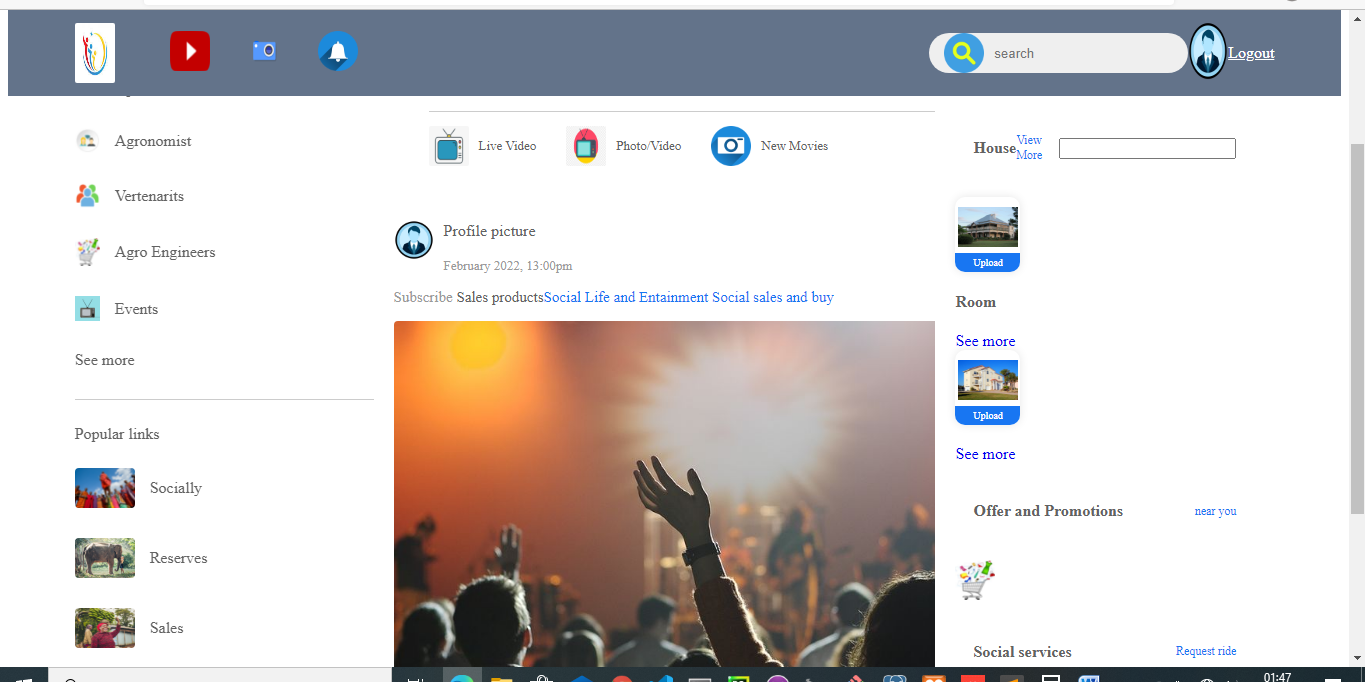 search
Logout
Agronomist
Vertenarits
Agro Engineers
Events
See more
Popular links
Socially
Reserves
Sales
Live Video
Photo/Video
New Movies
Profile picture
February 2022, 13:00pm
Subscribe Sales productsSocial Life and Entainment Social sales and buy
House
View
More
Upload
Room
See more
Upload
See more
Offer and Promotions
near you
Social services
Request ride
01:47